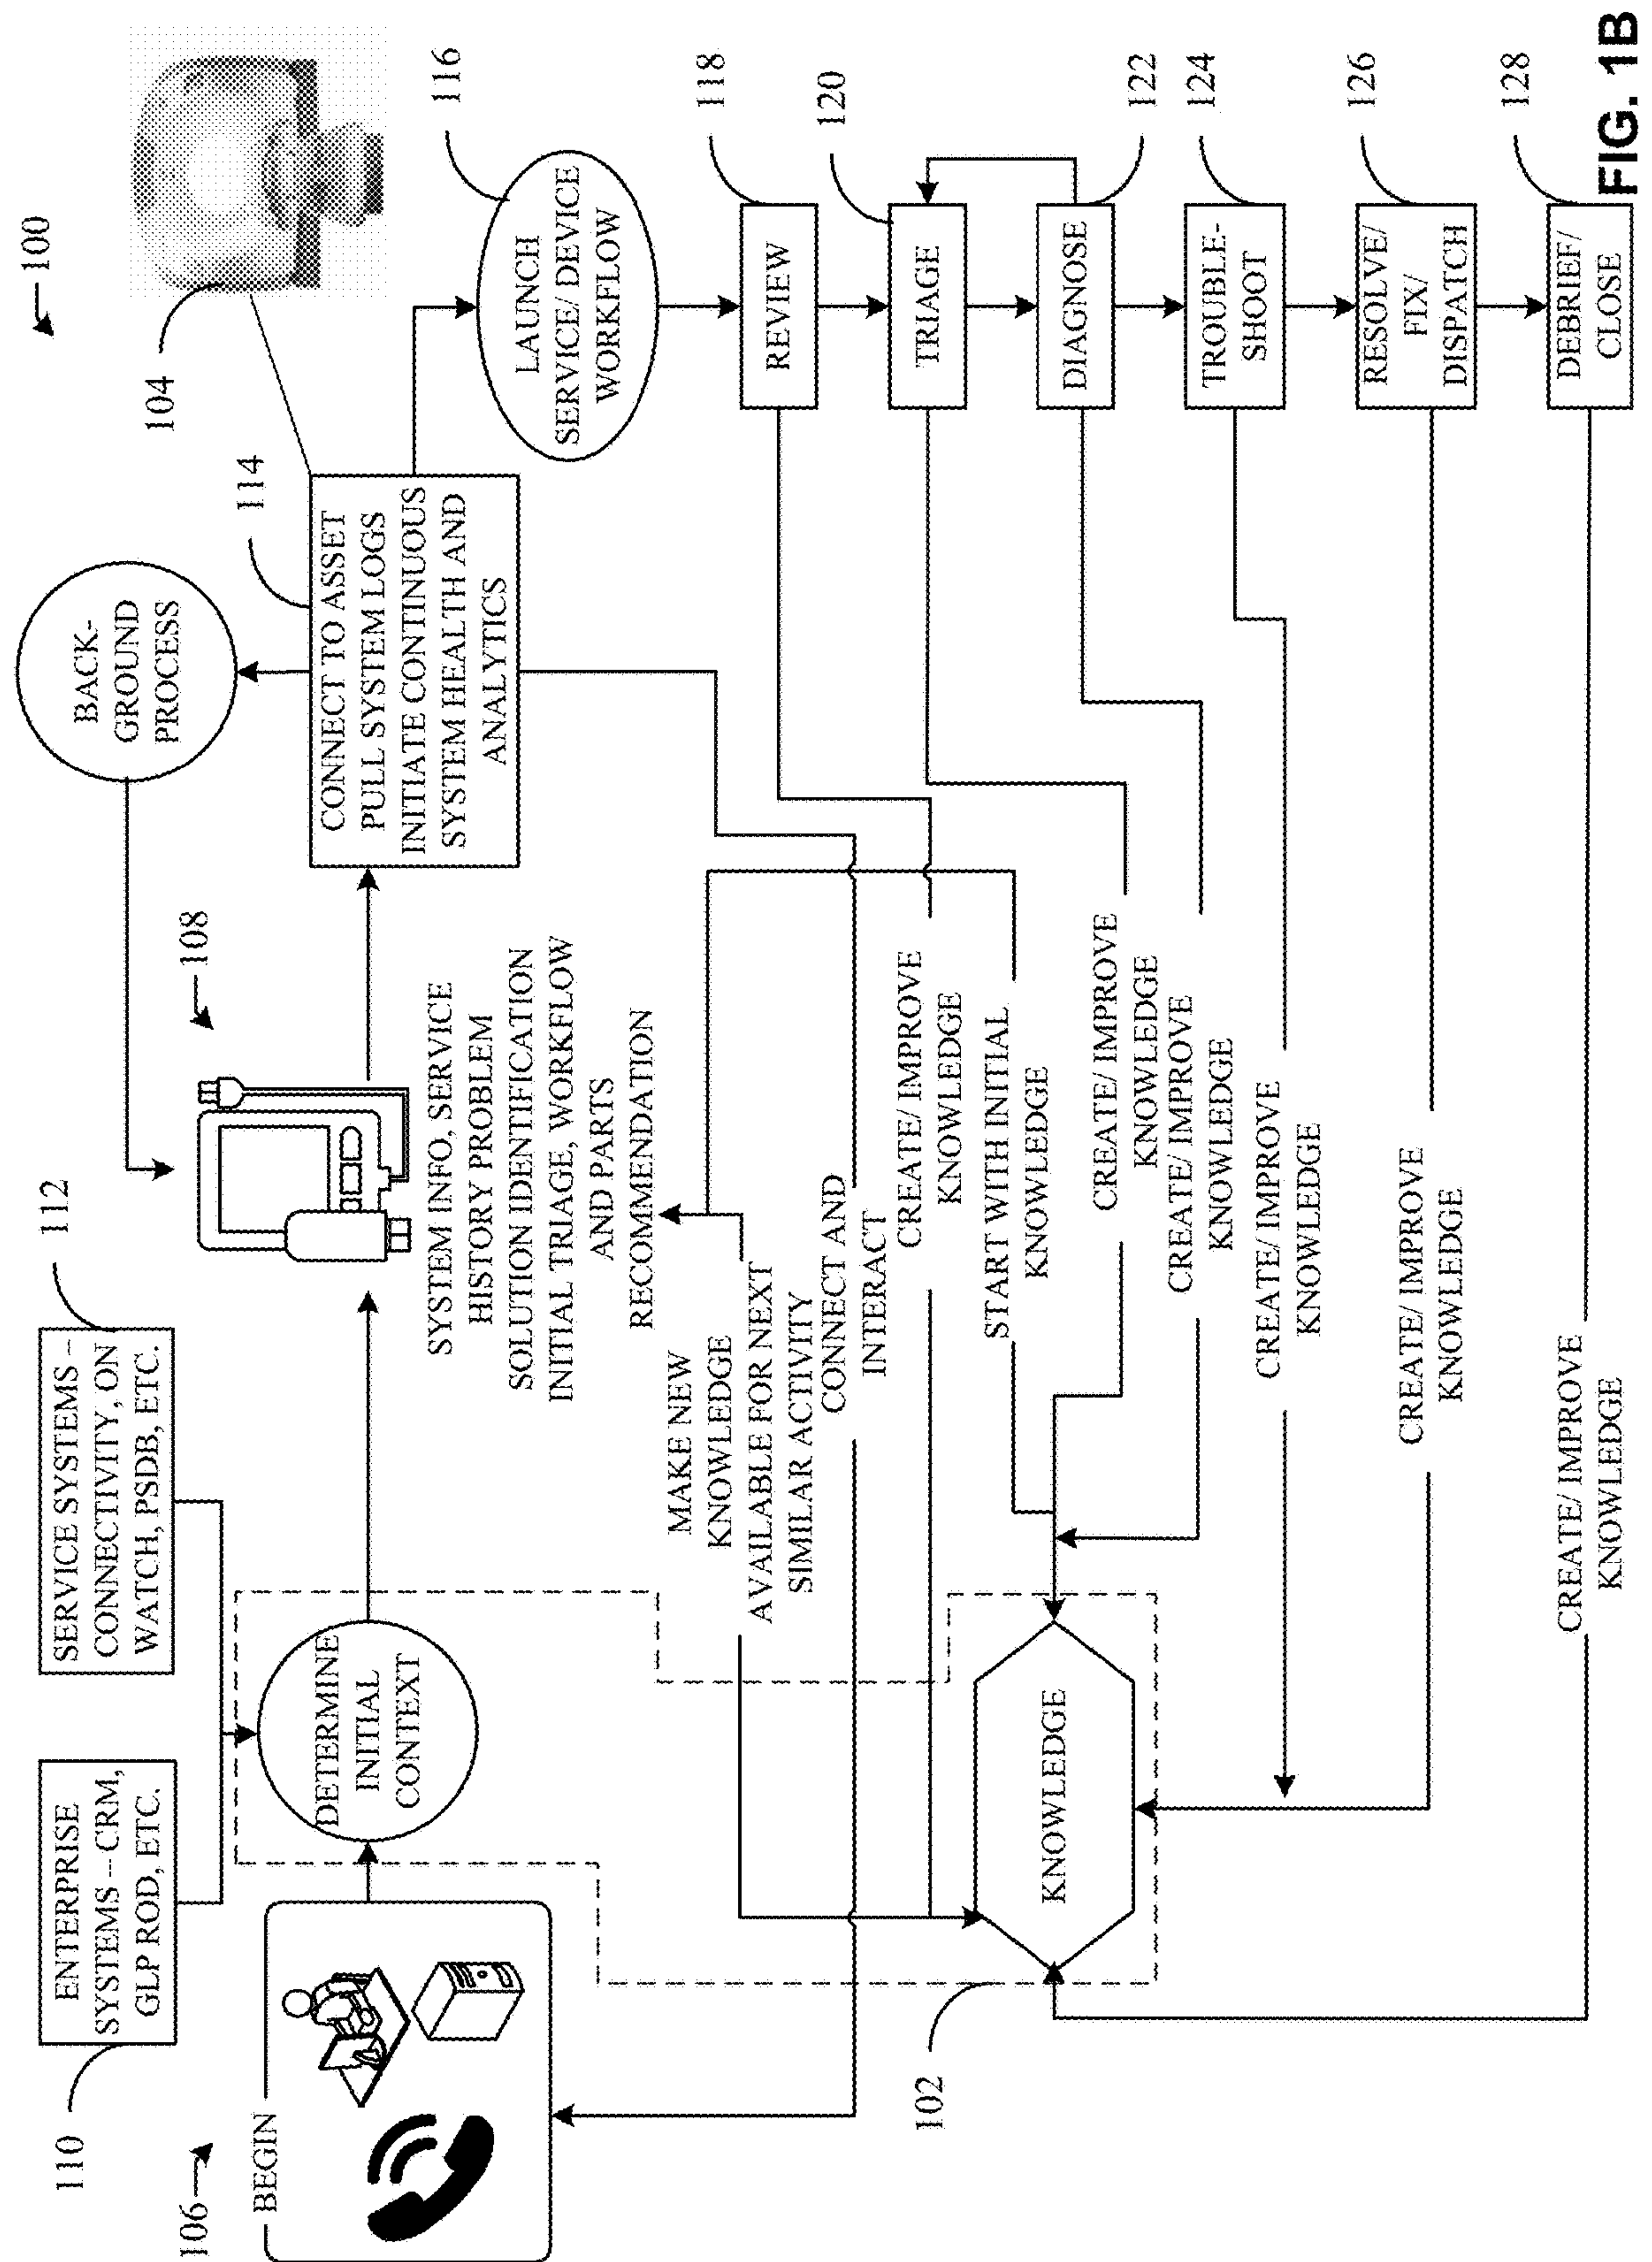 100
106
BEGIN
110
ENTERPRISE
SYSTEMS – CRM,
GLP ROD, ETC.
112
SERVICE SYSTEMS –
CONNECTIVITY, ON
WATCH, PSDB, ETC.
DETERMINE
INITIAL
CONTEXT
108
SYSTEM INFO, SERVICE
HISTORY PROBLEM
SOLUTION IDENTIFICATION
INITIAL TRIAGE, WORKFLOW
AND PARTS
RECOMMENDATION
BACK-
GROUND
PROCESS
114
CONNECT TO ASSET
PULL SYSTEM LOGS
INITIATE CONTINUOUS
SYSTEM HEALTH AND
ANALYTICS
104
116
LAUNCH
SERVICE/ DEVICE
WORKFLOW
MAKE NEW
KNOWLEDGE
AVAILABLE FOR NEXT
SIMILAR ACTIVITY
CONNECT AND
INTERACT
118
REVIEW
CREATE/ IMPROVE
KNOWLEDGE
START WITH INITIAL
KNOWLEDGE
120
TRIAGE
CREATE/ IMPROVE
KNOWLEDGE
102
KNOWLEDGE
122
DIAGNOSE
CREATE/ IMPROVE
KNOWLEDGE
124
TROUBLE-
SHOOT
CREATE/ IMPROVE
KNOWLEDGE
126
RESOLVE/
FIX/
DISPATCH
CREATE/ IMPROVE
KNOWLEDGE
128
DEBRIEF/
CLOSE
CREATE/ IMPROVE
KNOWLEDGE
FIG. 1B